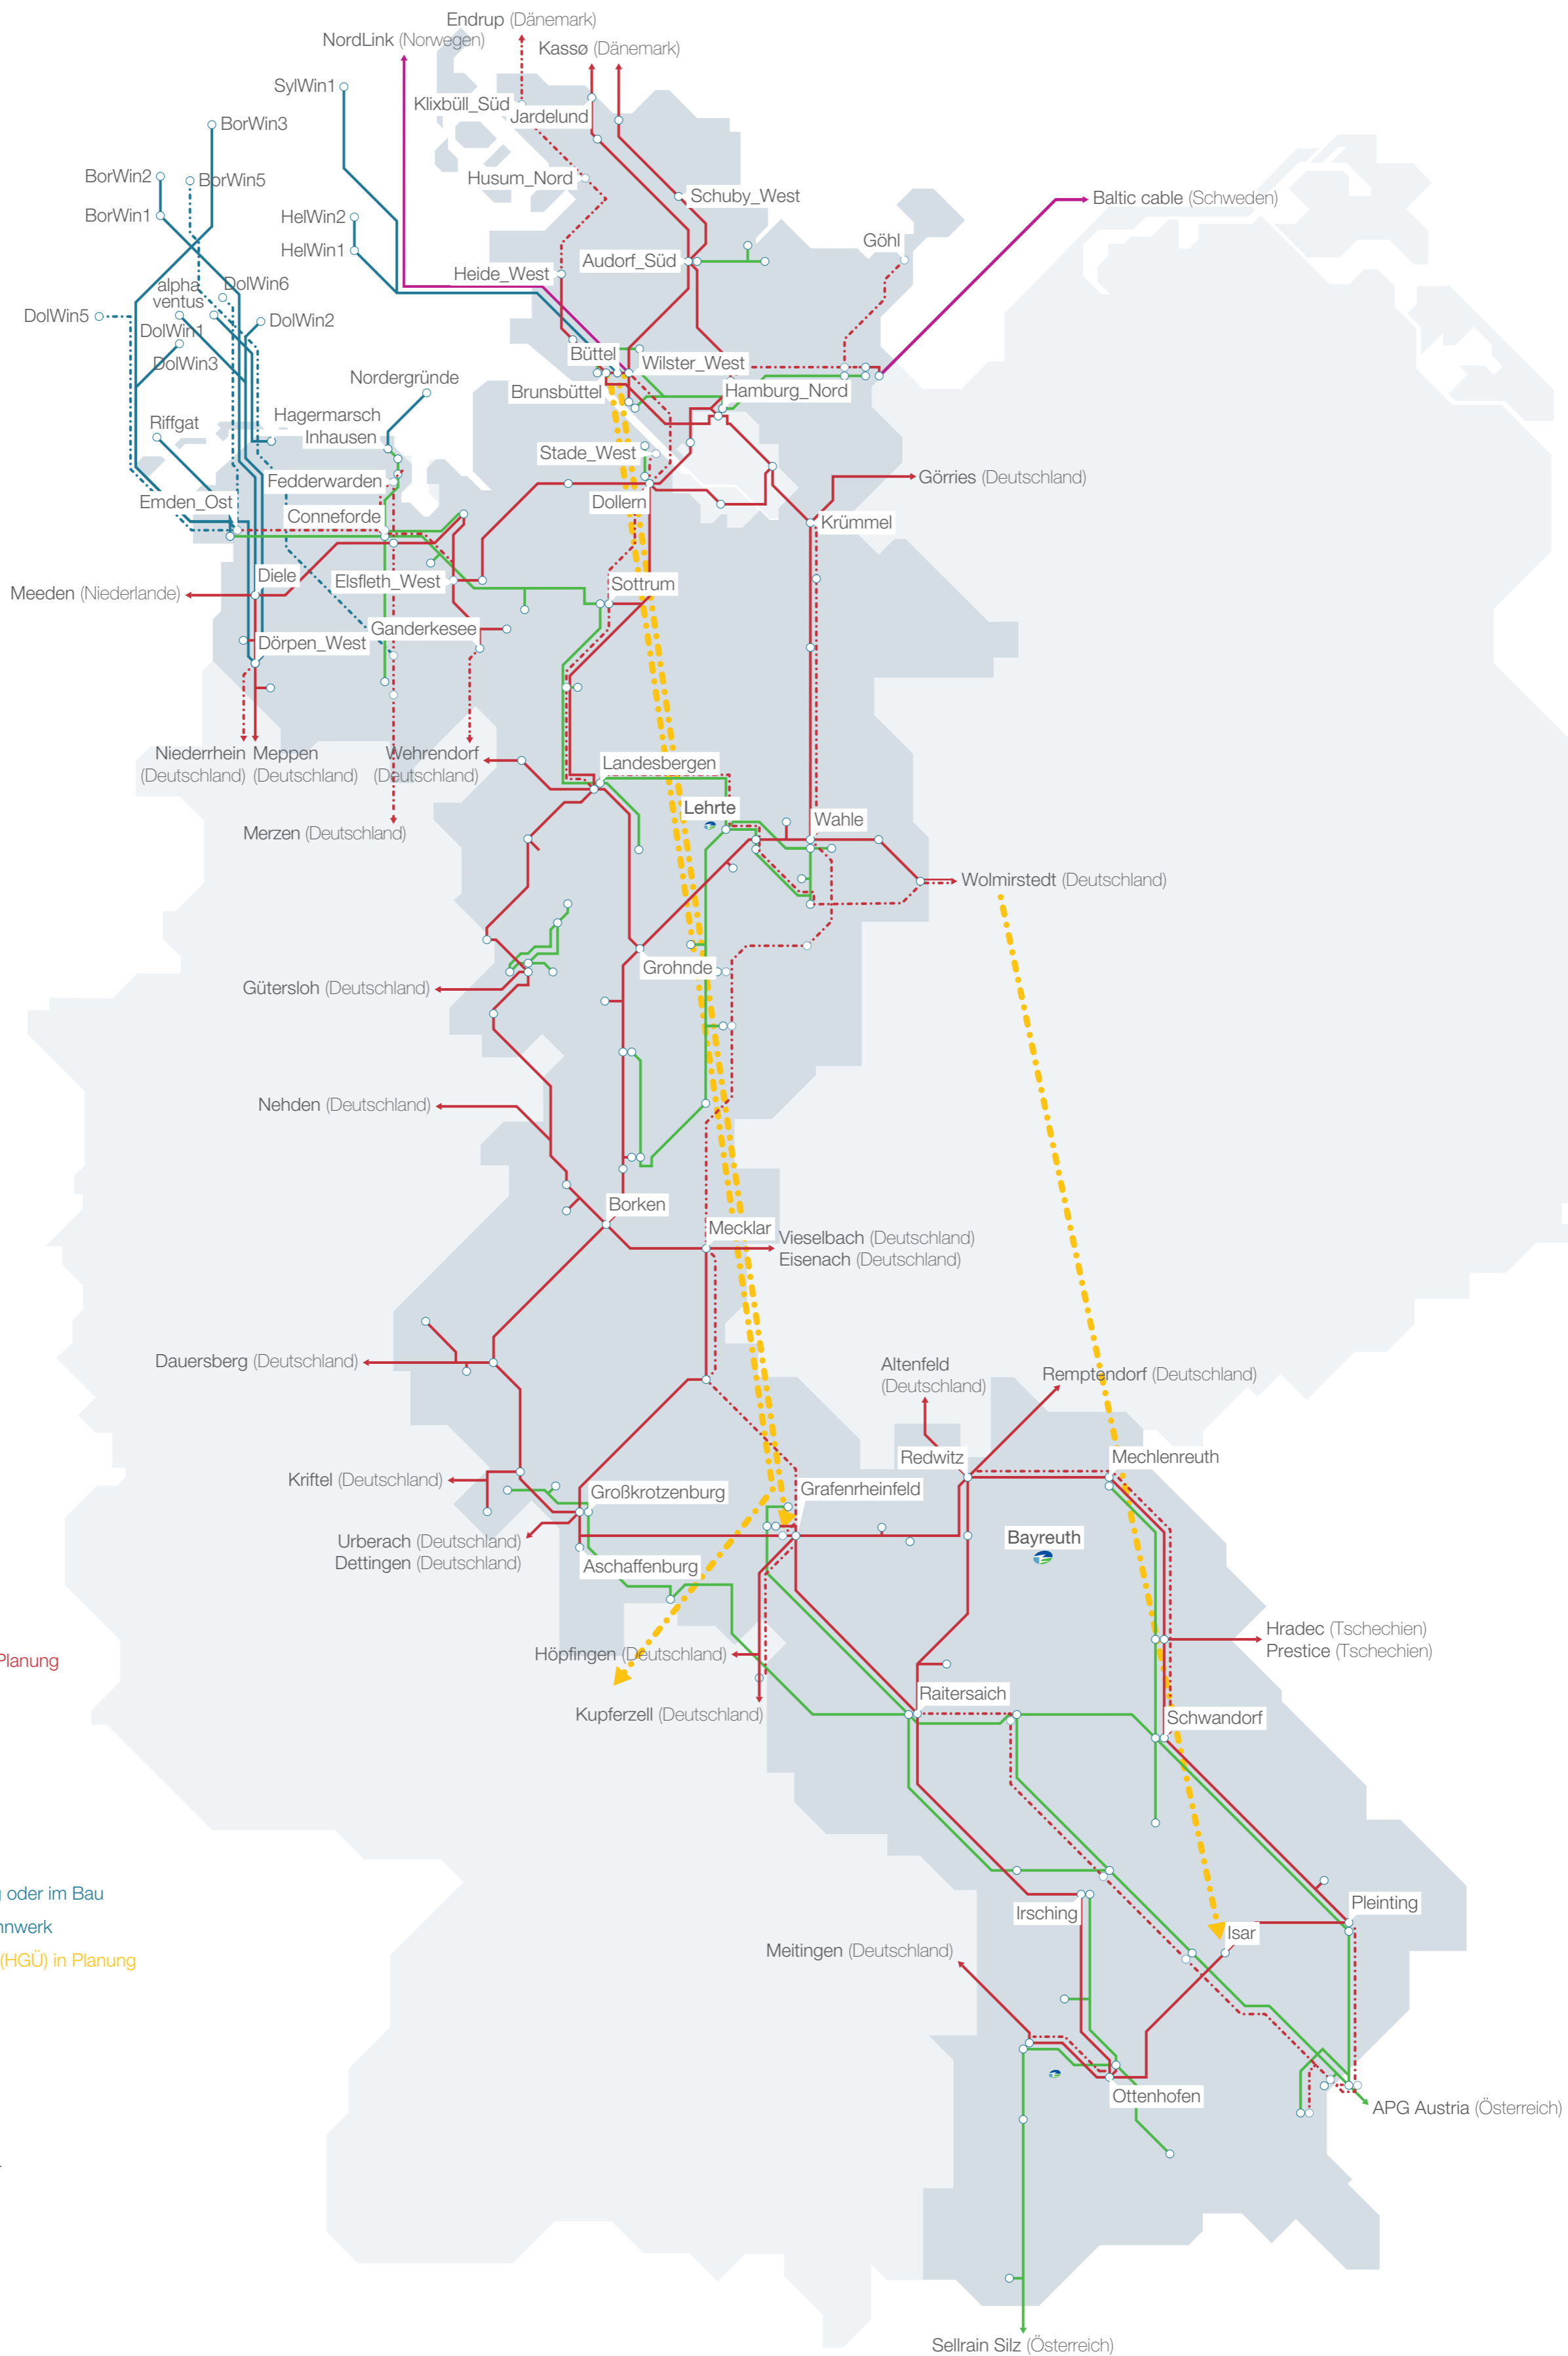 Endrup (Dänemark)
NordLink (Norwegen)
Kassø (Dänemark)
SylWin1
Klixbüll_Süd
Jardelund
BorWin3
BorWin2
BorWin5
Husum_Nord
Schuby_West
Baltic cable (Schweden)
BorWin1
HelWin2
HelWin1
Göhl
Audorf_Süd
Heide_West
alpha
ventus
DolWin6
DolWin5
DolWin2
DolWin1
DolWin3
Büttel
Wilster_West
Nordergründe
Brunsbüttel
Hamburg_Nord
Hagermarsch
Riffgat
Inhausen
Stade_West
Fedderwarden
Görries (Deutschland)
Emden_Ost
Dollern
Conneforde
Krümmel
Diele
Elsfleth_West
Sottrum
Meeden (Niederlande)
Ganderkesee
Dörpen_West
Niederrhein
(Deutschland)
Meppen
(Deutschland)
Wehrendorf
(Deutschland)
Landesbergen
Lehrte
Wahle
Merzen (Deutschland)
Wolmirstedt (Deutschland)
Grohnde
Gütersloh (Deutschland)
Nehden (Deutschland)
Borken
Mecklar
Vieselbach (Deutschland)
Eisenach (Deutschland)
Dauersberg (Deutschland)
Altenfeld
(Deutschland)
Remptendorf (Deutschland)
Redwitz
Mechlenreuth
Kriftel (Deutschland)
Großkrotzenburg
Grafenrheinfeld
Urberach (Deutschland)
Dettingen (Deutschland)
Bayreuth
Aschaffenburg
Hradec (Tschechien)
Prestice (Tschechien)
Höpfingen (Deutschland)
Planung
Raitersaich
Kupferzell (Deutschland)
Schwandorf
oder im Bau
Pleinting
Irsching
nnwerk
Isar
Meitingen (Deutschland)
(HGÜ) in Planung
Ottenhofen
APG Austria (Österreich)
Sellrain Silz (Österreich)